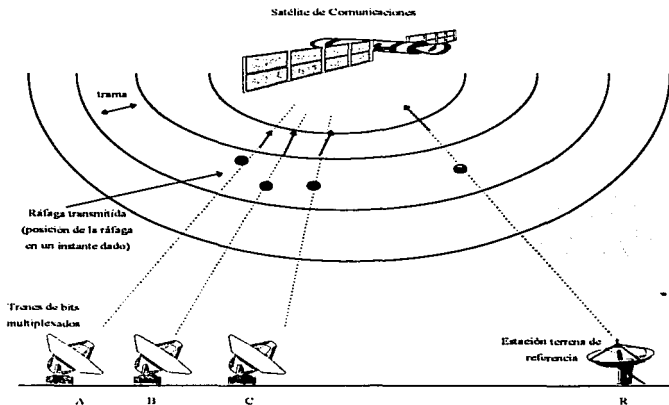 Satélite de Comunicaciones
trama
Ráfaga transmitida
(posición de la ráfaga
en un instante dado)
Trenes de bits
multiplexados
Estación terrena de
referencia
A
B
C
R